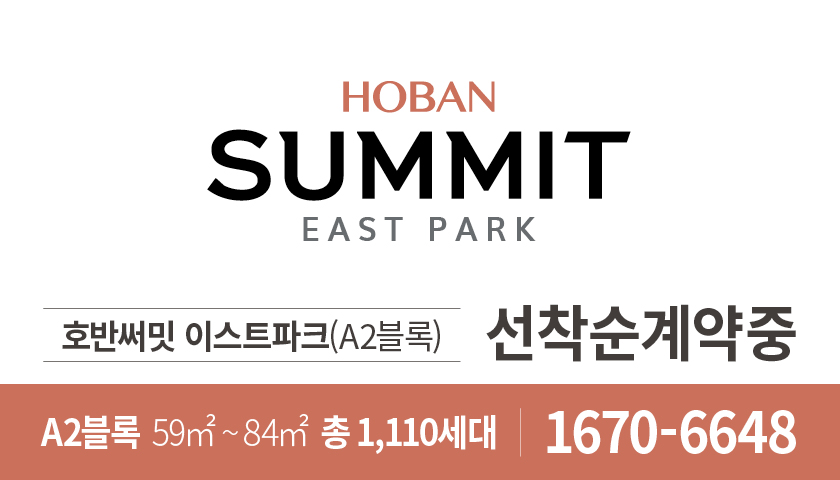 HOBAN
SUMMIT
EAST PARK
호반써밋 이스트파크(A2블록)
선착순계약중
A2블록 59㎡ ~ 84㎡ 총 1,110세대
1670-6648